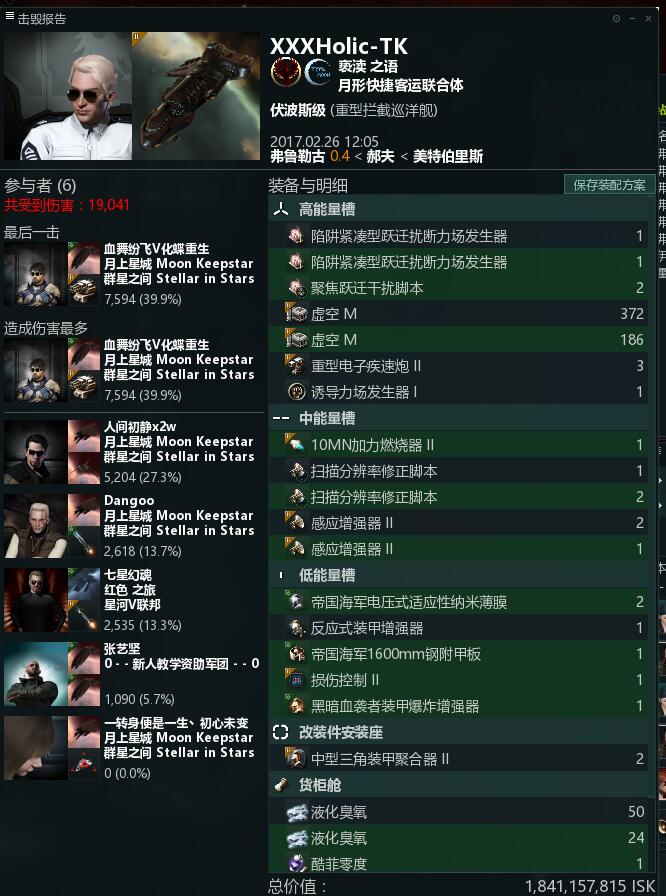 击毁报告
XXXHolic-TK
亵渎 之语
月形快捷客运联合体
伏波斯级 (重型拦截巡洋舰)
2017.02.26 12:05
弗鲁勒古 0.4 < 郝夫 < 美特伯里斯
参与者 (6)
共受到伤害：19,041
最后一击
血舞纷飞V化蝶重生
月上星城 Moon Keepstar
群星之间 Stellar in Stars
7,594 (39.9%)
造成伤害最多
血舞纷飞V化蝶重生
月上星城 Moon Keepstar
群星之间 Stellar in Stars
7,594 (39.9%)
人间初静x2w
月上星城 Moon Keepstar
群星之间 Stellar in Stars
5,204 (27.3%)
Dangoo
月上星城 Moon Keepstar
群星之间 Stellar in Stars
2,618 (13.7%)
七星幻魂
红色 之旅
星河V联邦
2,535 (13.3%)
张艺坚
0 - - 新人教学资助军团 - - 0
1,090 (5.7%)
一转身便是一生、初心未变
月上星城 Moon Keepstar
群星之间 Stellar in Stars
0 (0.0%)
装备与明细
保存装配方案
高能量槽
陷阱紧凑型跃迁扰断力场发生器 1
陷阱紧凑型跃迁扰断力场发生器 1
聚焦跃迁干扰脚本 2
虚空 M 372
虚空 M 186
重型电子疾速炮 II 3
诱导力场发生器 I 1
中能量槽
10MN加力燃烧器 II 1
扫描分辨率修正脚本 1
扫描分辨率修正脚本 2
感应增强器 II 2
感应增强器 II 1
低能量槽
帝国海军电压式适应性纳米薄膜 2
反应式装甲增强器 1
帝国海军1600mm钢附甲板 1
损伤控制 II 1
黑暗血袭者装甲爆炸增强器 1
改装件安装座
中型三角装甲聚合器 II 2
货柜舱
液化臭氧 50
液化臭氧 24
酷菲零度 1
总价值： 1,841,157,815 ISK